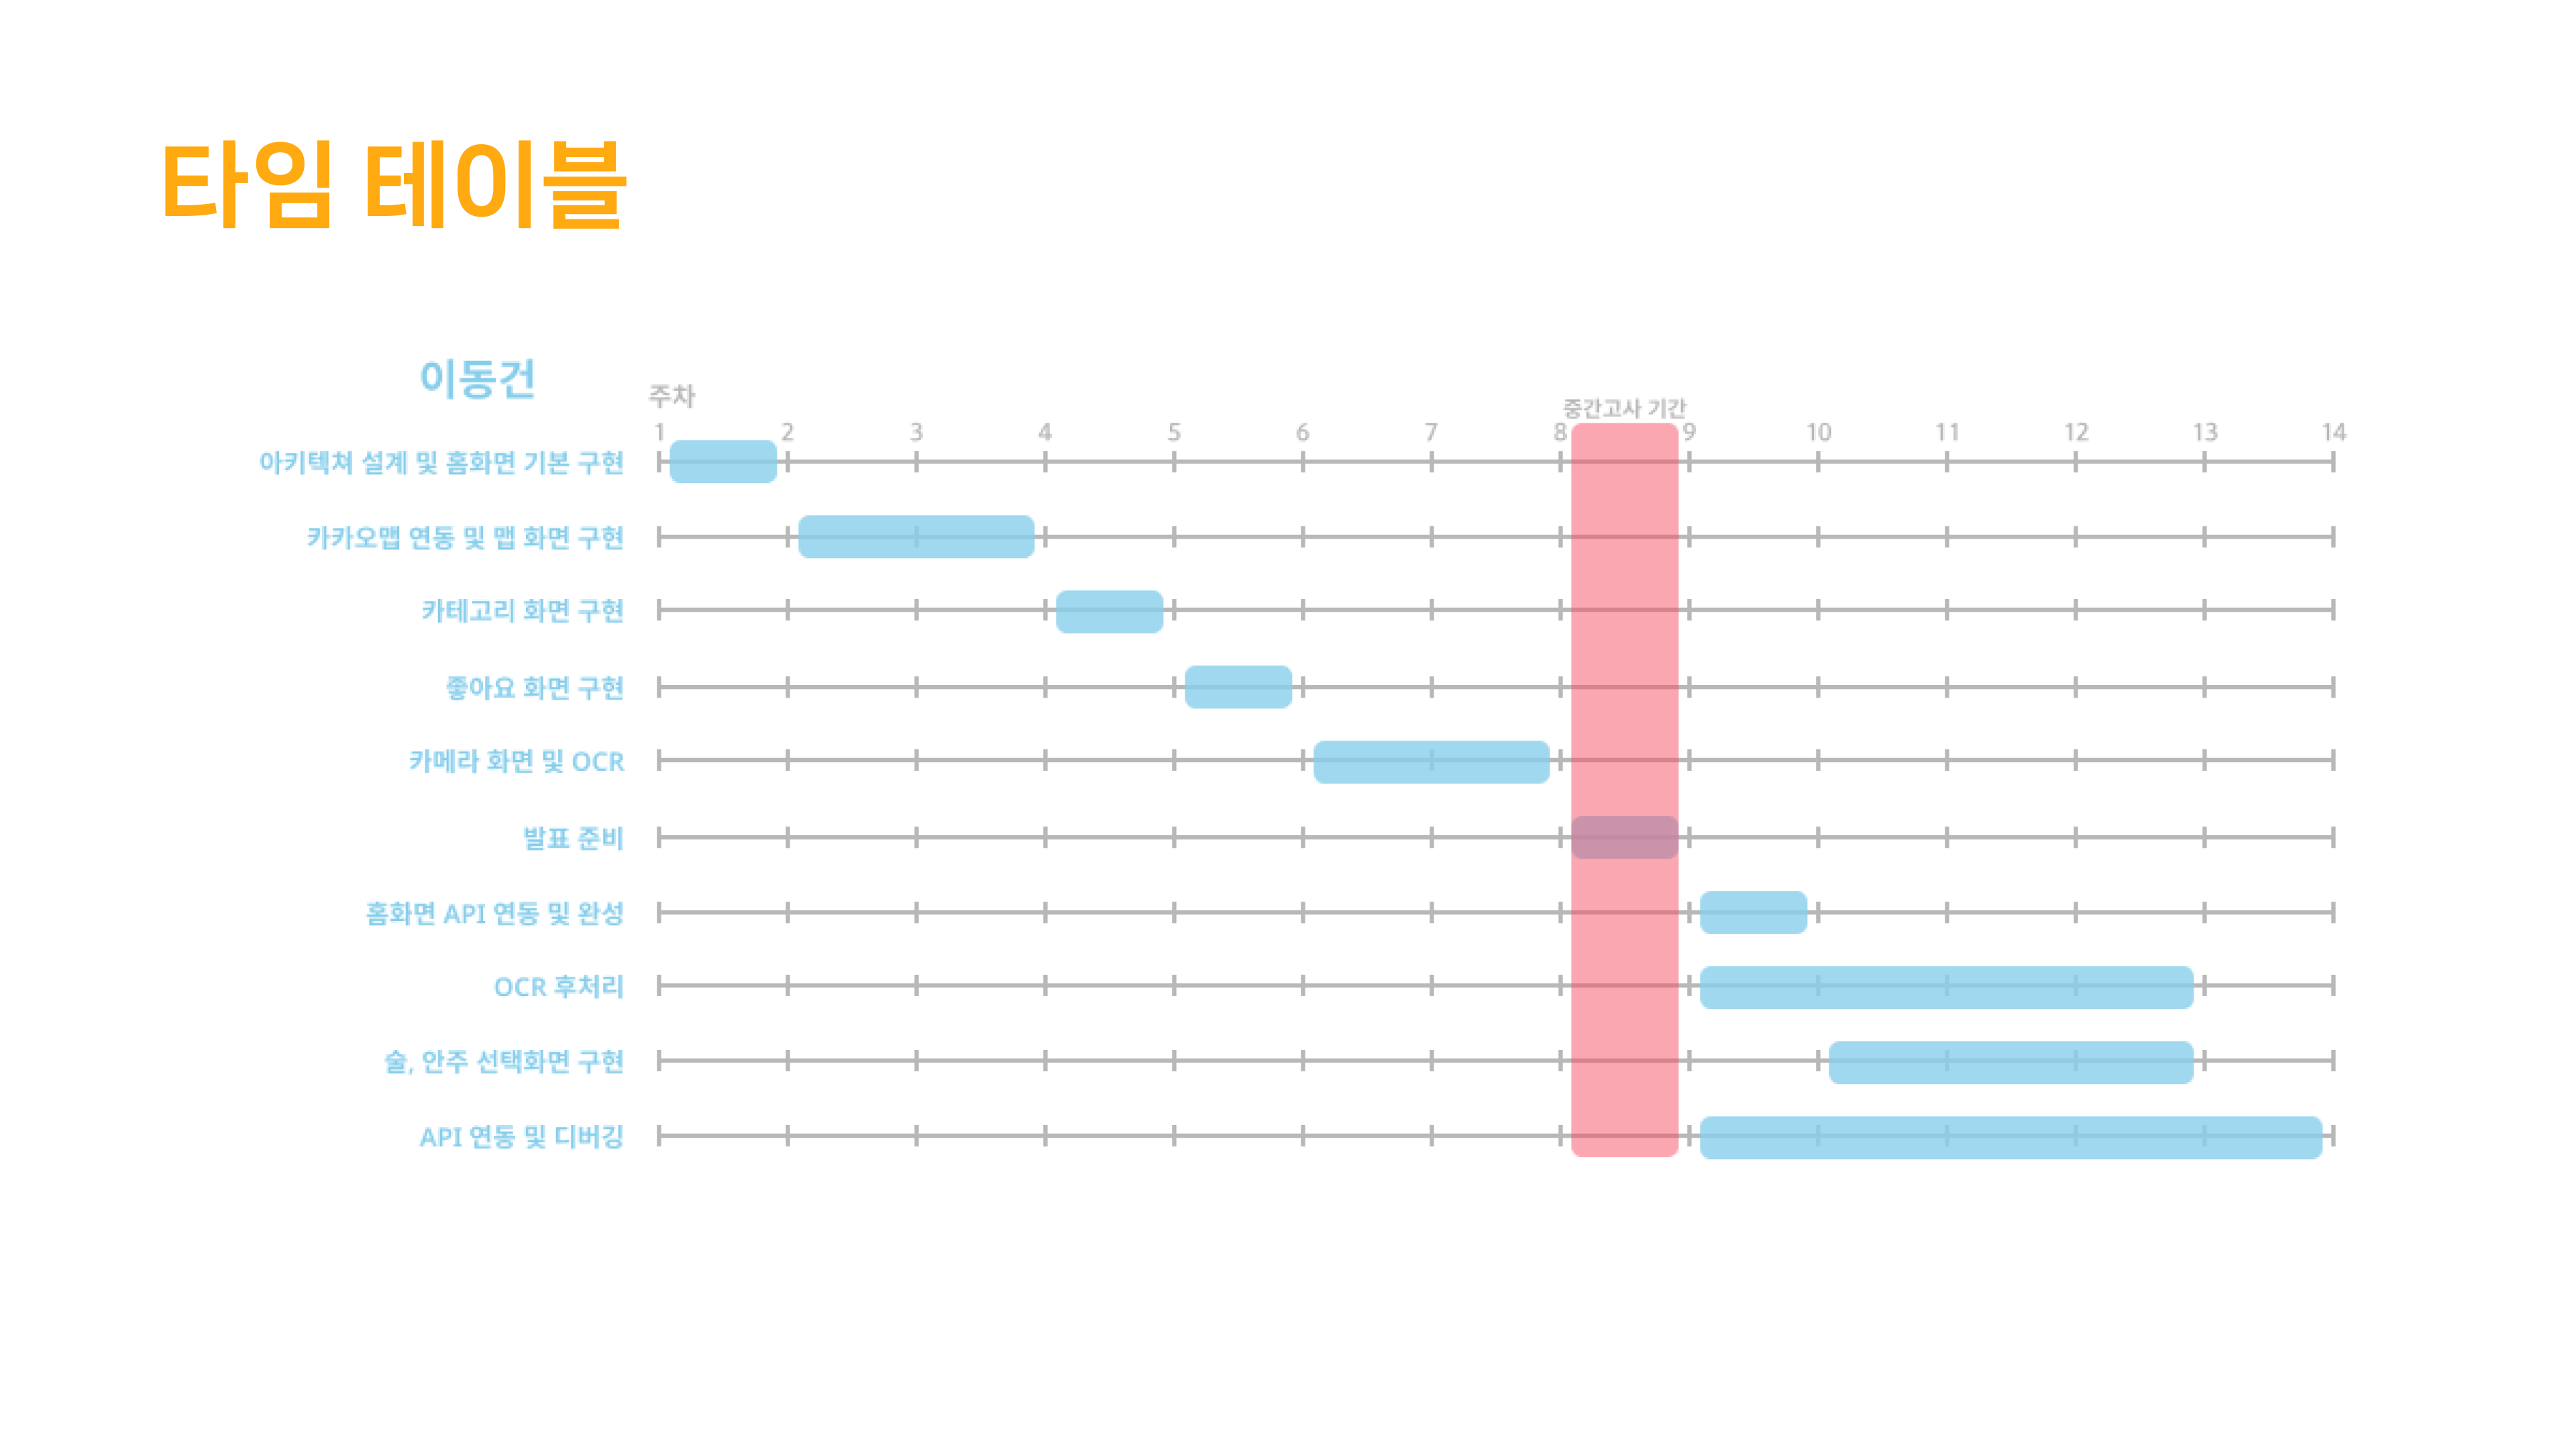 타임 테이블
이동건
주차
중간고사 기간
1 2 3 4 5 6 7 8 9 10 11 12 13 14
아키텍쳐 설계 및 홈화면 기본 구현
카카오맵 연동 및 맵 화면 구현
카테고리 화면 구현
좋아요 화면 구현
카메라 화면 및 OCR
발표 준비
홈화면 API 연동 및 완성
OCR 후처리
술, 안주 선택화면 구현
API 연동 및 디버깅